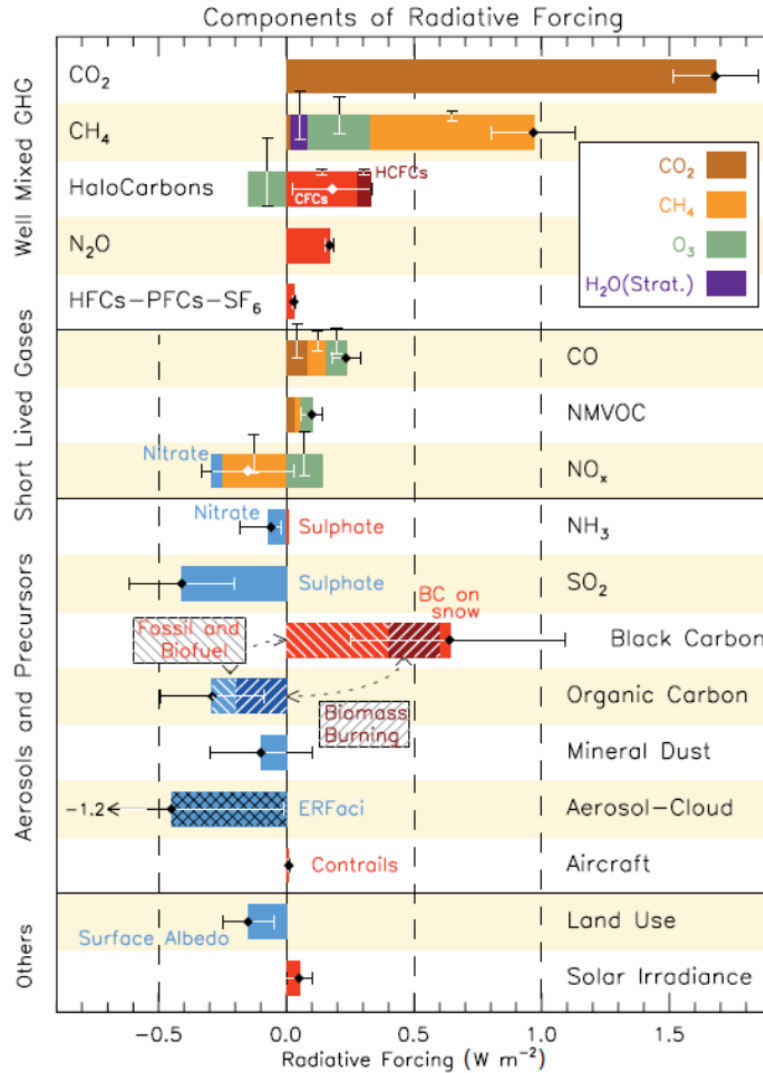 Components of Radiative Forcing
Well Mixed GHG
CO₂
CH₄
HaloCarbons
CFCs
HCFCs
N₂O
HFCs-PFCs-SF₆
CO₂
CH₄
O₃
H₂O(Strat.)
Short Lived Gases
CO
NMVOC
Nitrate
NOₓ
Aerosols and Precursors
Nitrate
Sulphate
NH₃
Sulphate
SO₂
BC on
snow
Fossil and
Biofuel
Black Carbon
Organic Carbon
Biomass
Burning
Mineral Dust
-1.2
ERFaci
Aerosol-Cloud
Contrails
Aircraft
Others
Surface Albedo
Land Use
Solar Irradiance
-0.5 0.0 0.5 1.0 1.5
Radiative Forcing (W m⁻²)